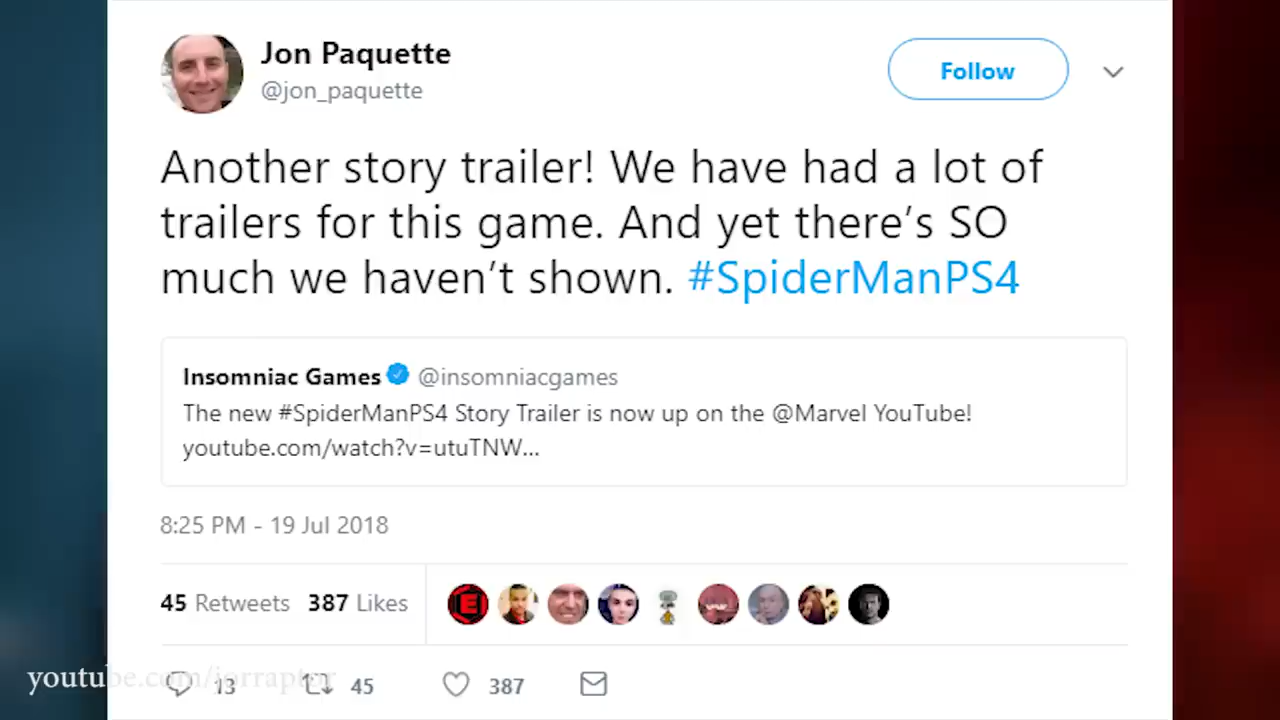 Jon Paquette
@jon_paquette
Follow
Another story trailer! We have had a lot of
trailers for this game. And yet there's SO
much we haven't shown. #SpiderManPS4
Insomniac Games @insomniacgames
The new #SpiderManPS4 Story Trailer is now up on the @Marvel YouTube!
youtube.com/watch?v=utuTNW...
8:25 PM - 19 Jul 2018
45 Retweets 387 Likes
E
youtube.com/jorraptor
13 45 387